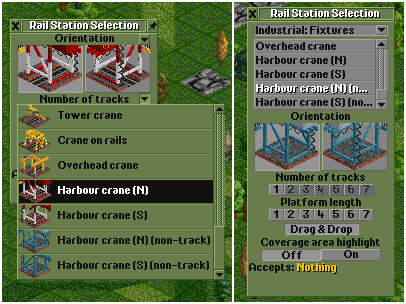 Rail Station Selection
Orientation
Number of tracks
Tower crane
Crane on rails
Overhead crane
Harbour crane (N)
Harbour crane (S)
Harbour crane (N) (non-track)
Harbour crane (S) (non-track)
Rail Station Selection
Industrial: Fixtures
Overhead crane
Harbour crane (N)
Harbour crane (S)
Harbour crane (N) (n...
Harbour crane (S) (no...
Orientation
Number of tracks
1 2 3 4 5 6 7
Platform length
1 2 3 4 5 6 7
Drag & Drop
Coverage area highlight
Off On
Accepts: Nothing